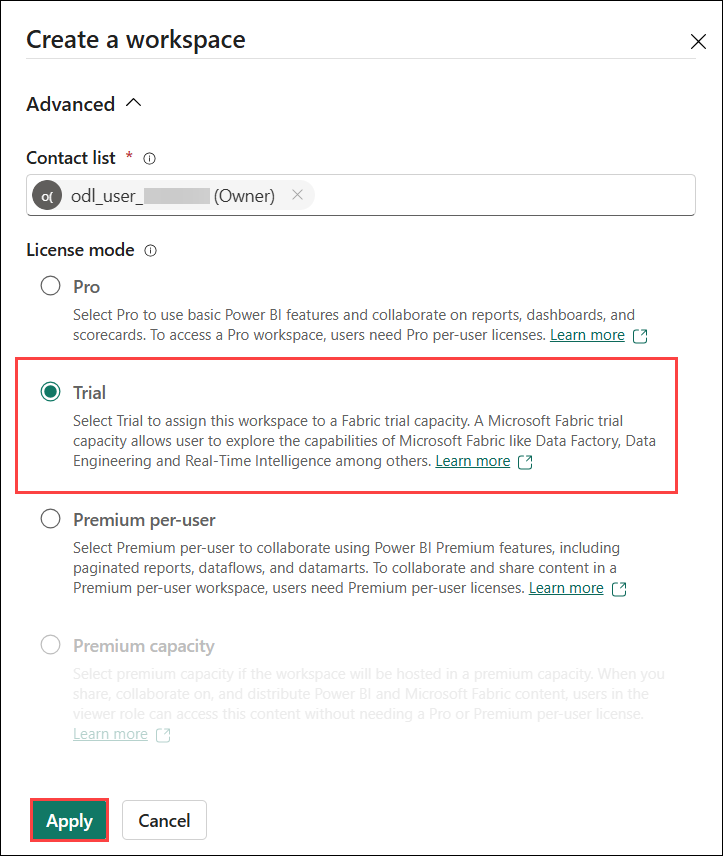 Create a workspace
Advanced
Contact list *
o( odl_user_ (Owner)
License mode
Pro
Select Pro to use basic Power BI features and collaborate on reports, dashboards, and
scorecards. To access a Pro workspace, users need Pro per-user licenses. Learn more
Trial
Select Trial to assign this workspace to a Fabric trial capacity. A Microsoft Fabric trial
capacity allows user to explore the capabilities of Microsoft Fabric like Data Factory, Data
Engineering and Real-Time Intelligence among others. Learn more
Premium per-user
Select Premium per-user to collaborate using Power BI Premium features, including
paginated reports, dataflows, and datamarts. To collaborate and share content in a
Premium per-user workspace, users need Premium per-user licenses. Learn more
Premium capacity
Select premium capacity if the workspace will be hosted in a premium capacity. When you
share, collaborate on, and distribute Power BI and Microsoft Fabric content, users in the
viewer role can access this content without needing a Pro or Premium per-user license.
Learn more
Apply Cancel